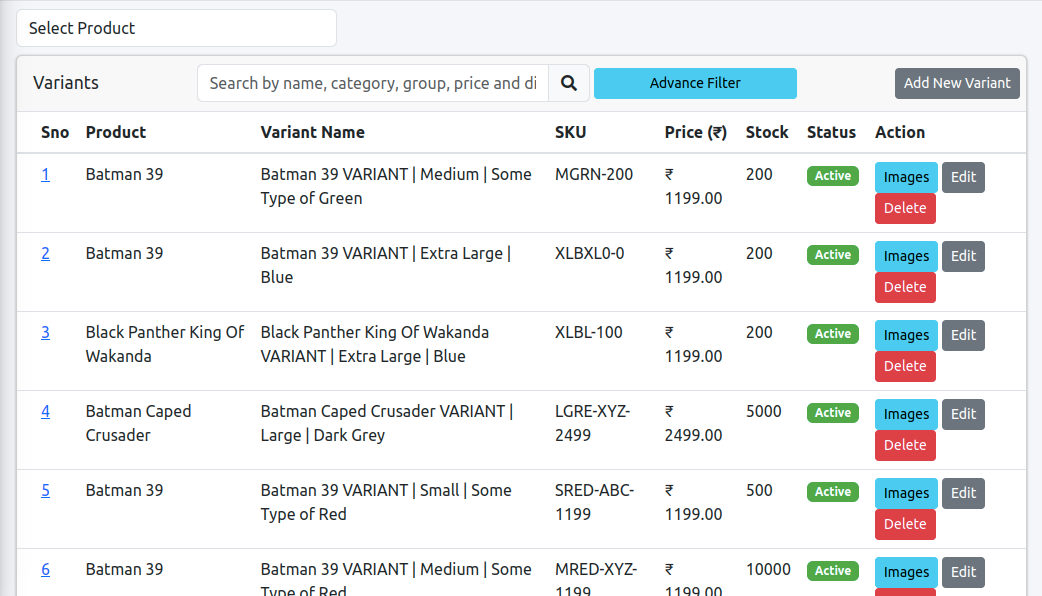 Select Product
Variants Search by name, category, group, price and di Advance Filter Add New Variant
Sno Product Variant Name SKU Price (₹) Stock Status Action
1 Batman 39 Batman 39 VARIANT | Medium | Some MGRN-200 ₹ 200 Active Images Edit
Type of Green 1199.00 Delete
2 Batman 39 Batman 39 VARIANT | Extra Large | XLBXL0-0 ₹ 200 Active Images Edit
Blue 1199.00 Delete
3 Black Panther King Of Black Panther King Of Wakanda XLBL-100 ₹ 200 Active Images Edit
Wakanda VARIANT | Extra Large | Blue 1199.00 Delete
4 Batman Caped Batman Caped Crusader VARIANT | LGRE-XYZ- ₹ 5000 Active Images Edit
Crusader Large | Dark Grey 2499 2499.00 Delete
5 Batman 39 Batman 39 VARIANT | Small | Some SRED-ABC- ₹ 500 Active Images Edit
Type of Red 1199 1199.00 Delete
6 Batman 39 Batman 39 VARIANT | Medium | Some MRED-XYZ- ₹ 10000 Active Images Edit
Type of Red 1199 1199.00